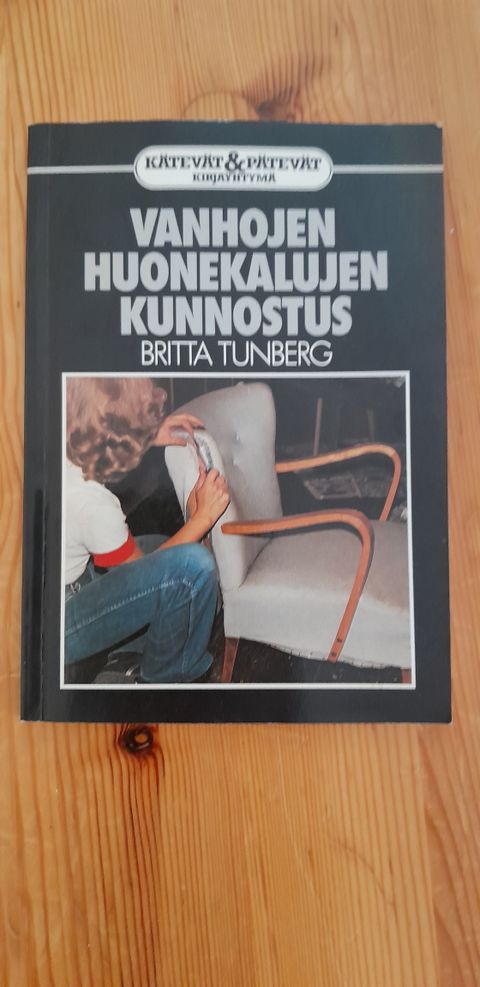 KÄTEVÄT & PÄTEVÄT
KIRJAYHTYMÄ
VANHOJEN
HUONEKALUJEN
KUNNOSTUS
BRITTA TUNBERG